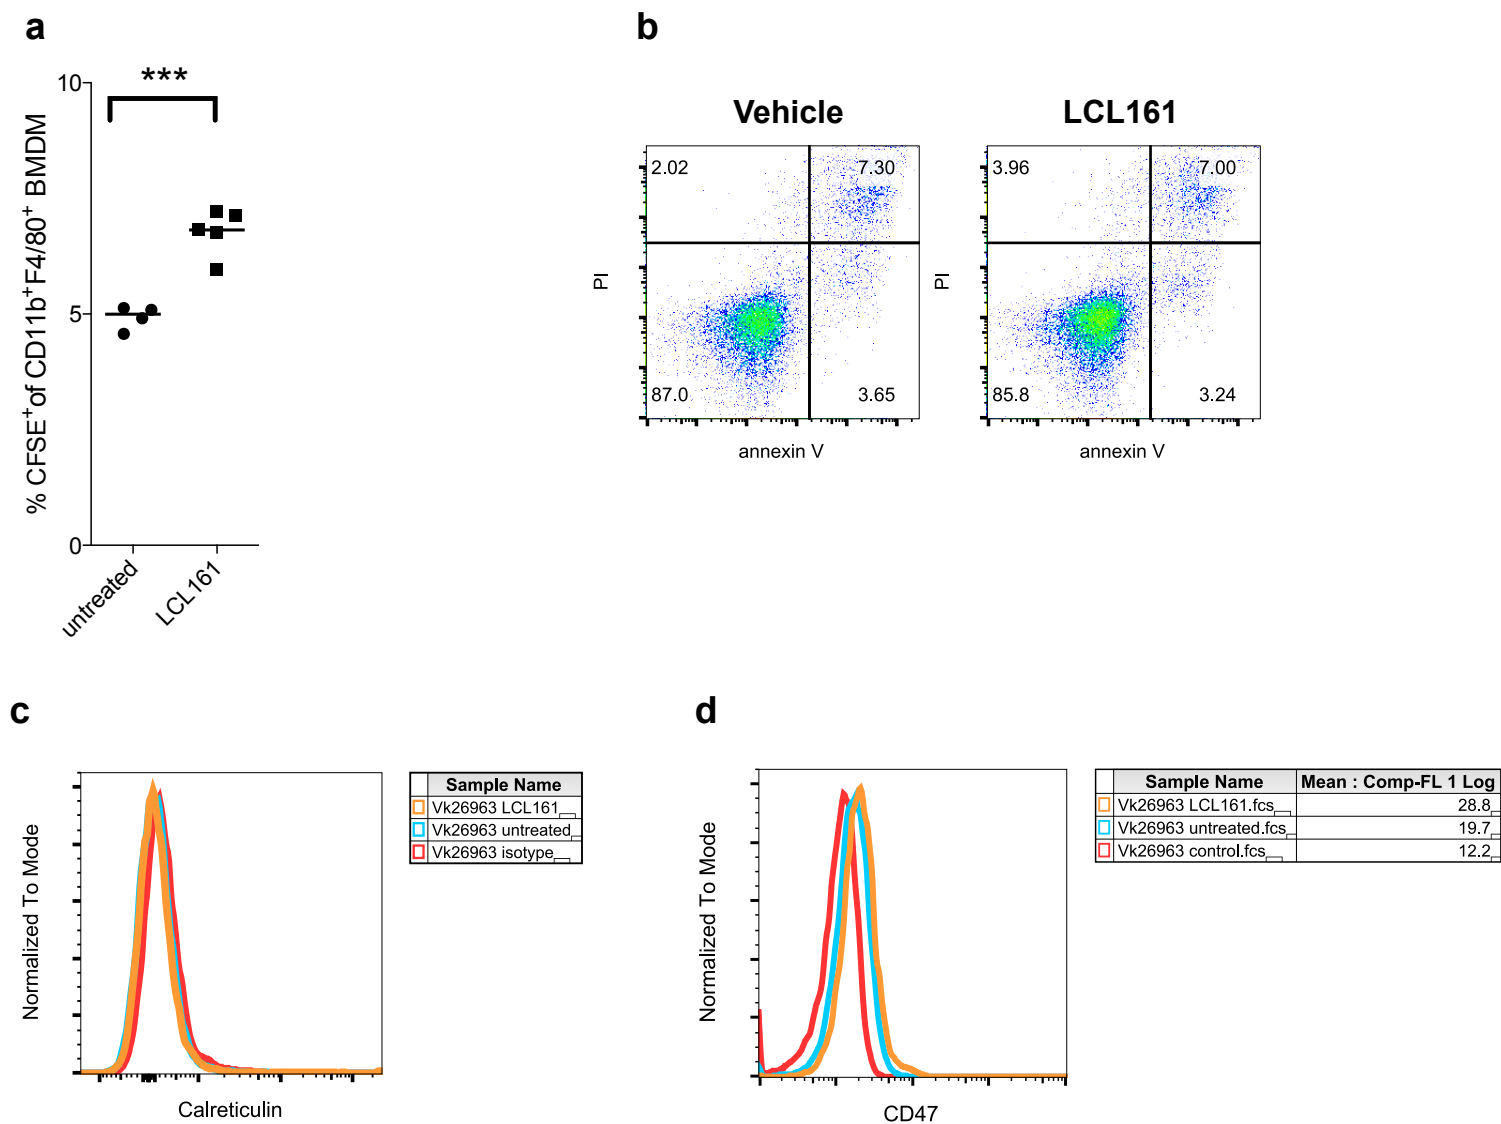 a
***
10
5
0
% CFSE⁺of CD11b⁺F4/80⁺ BMDM
untreated
LCL161
b
Vehicle
LCL161
2.02
7.30
87.0
3.65
PI
annexin V
3.96
7.00
85.8
3.24
PI
annexin V
c
Normalized To Mode
Calreticulin
Sample Name
Vk26963 LCL161
Vk26963 untreated
Vk26963 isotype
d
Normalized To Mode
CD47
Sample Name Mean : Comp-FL 1 Log
Vk26963 LCL161.fcs 28.8
Vk26963 untreated.fcs 19.7
Vk26963 control.fcs 12.2